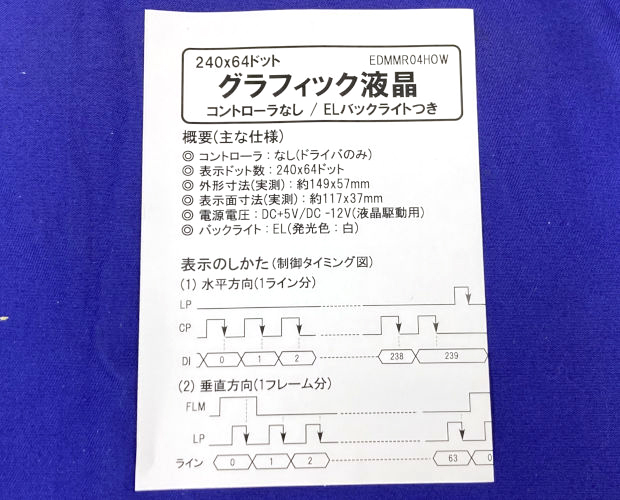 240x64ドット EDMMR04HOW
グラフィック液晶
コントローラなし / ELバックライトつき
概要(主な仕様)
◎ コントローラ : なし(ドライバのみ)
◎ 表示ドット数 : 240x64ドット
◎ 外形寸法(実測) : 約149x57mm
◎ 表示面寸法(実測) : 約117x37mm
◎ 電源電圧 : DC+5V/DC -12V(液晶駆動用)
◎ バックライト : EL(発光色 : 白)
表示のしかた(制御タイミング図)
(1) 水平方向(1ライン分)
LP
CP
DI 0 1 2 238 239
(2) 垂直方向(1フレーム分)
FLM
LP
ライン 0 1 2 63 0